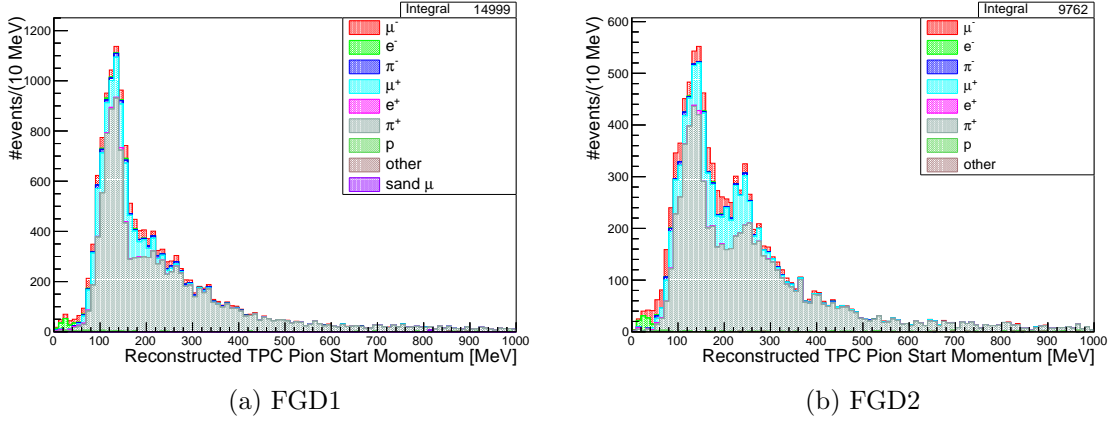 Integral 14999
μ⁻
e⁻
π⁻
μ⁺
e⁺
π⁺
p
other
sand μ
#events/(10 MeV)
1200
1000
800
600
400
200
0
0 100 200 300 400 500 600 700 800 900 1000
Reconstructed TPC Pion Start Momentum [MeV]
(a) FGD1
Integral 9762
μ⁻
e⁻
π⁻
μ⁺
e⁺
π⁺
p
other
#events/(10 MeV)
600
500
400
300
200
100
0
0 100 200 300 400 500 600 700 800 900 1000
Reconstructed TPC Pion Start Momentum [MeV]
(b) FGD2